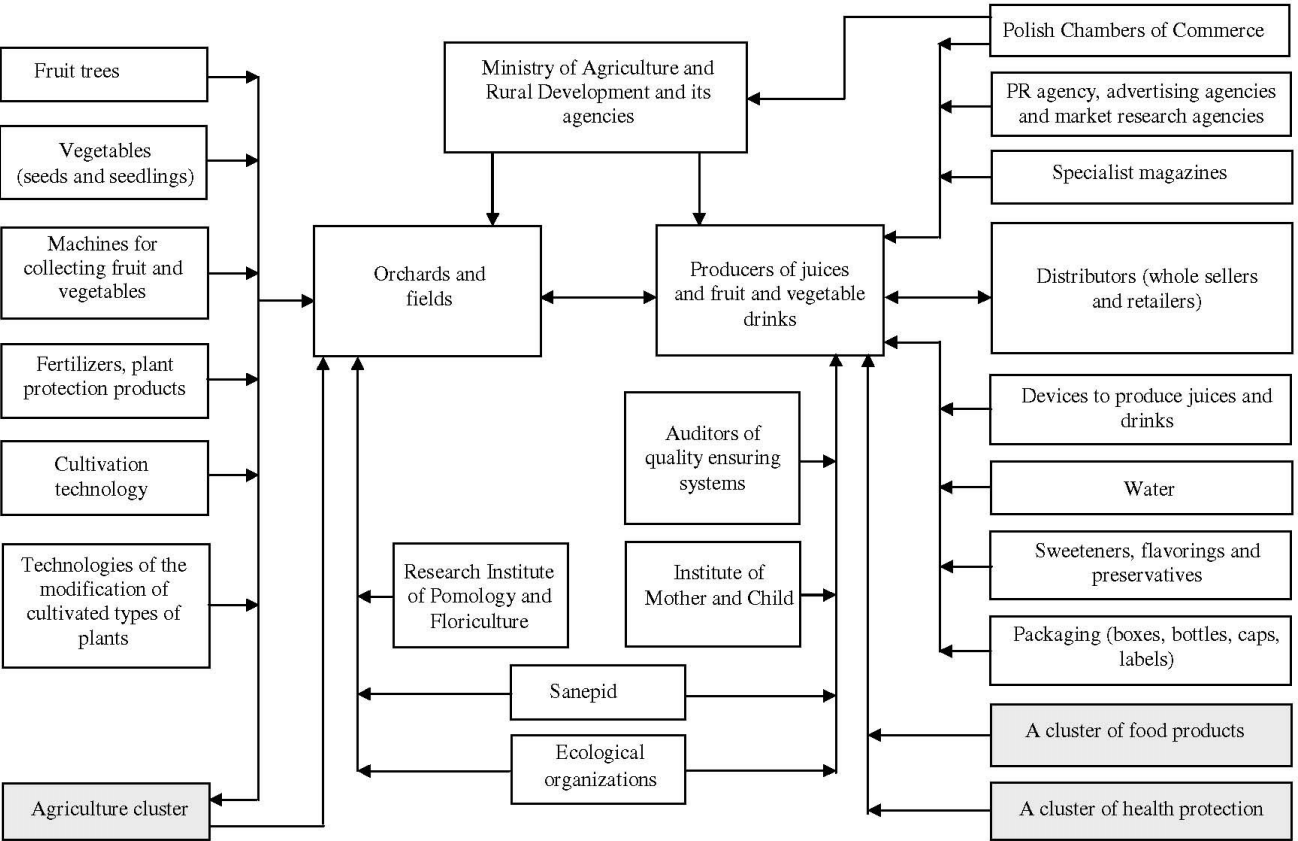 Polish Chambers of Commerce
Ministry of Agriculture and
Rural Development and its
agencies
Fruit trees
PR agency, advertising agencies
and market research agencies
Vegetables
(seeds and seedlings)
Specialist magazines
Machines for
collecting fruit and
vegetables
Orchards and
fields
Producers of juices
and fruit and vegetable
drinks
Distributors (whole sellers
and retailers)
Fertilizers, plant
protection products
Devices to produce juices and
drinks
Auditors of
quality ensuring
systems
Cultivation
technology
Water
Technologies of the
modification of
cultivated types of
plants
Research Institute
of Pomology and
Floriculture
Institute of
Mother and Child
Sweeteners, flavorings and
preservatives
Packaging (boxes, bottles, caps,
labels)
Sanepid
Ecological
organizations
A cluster of food products
Agriculture cluster
A cluster of health protection